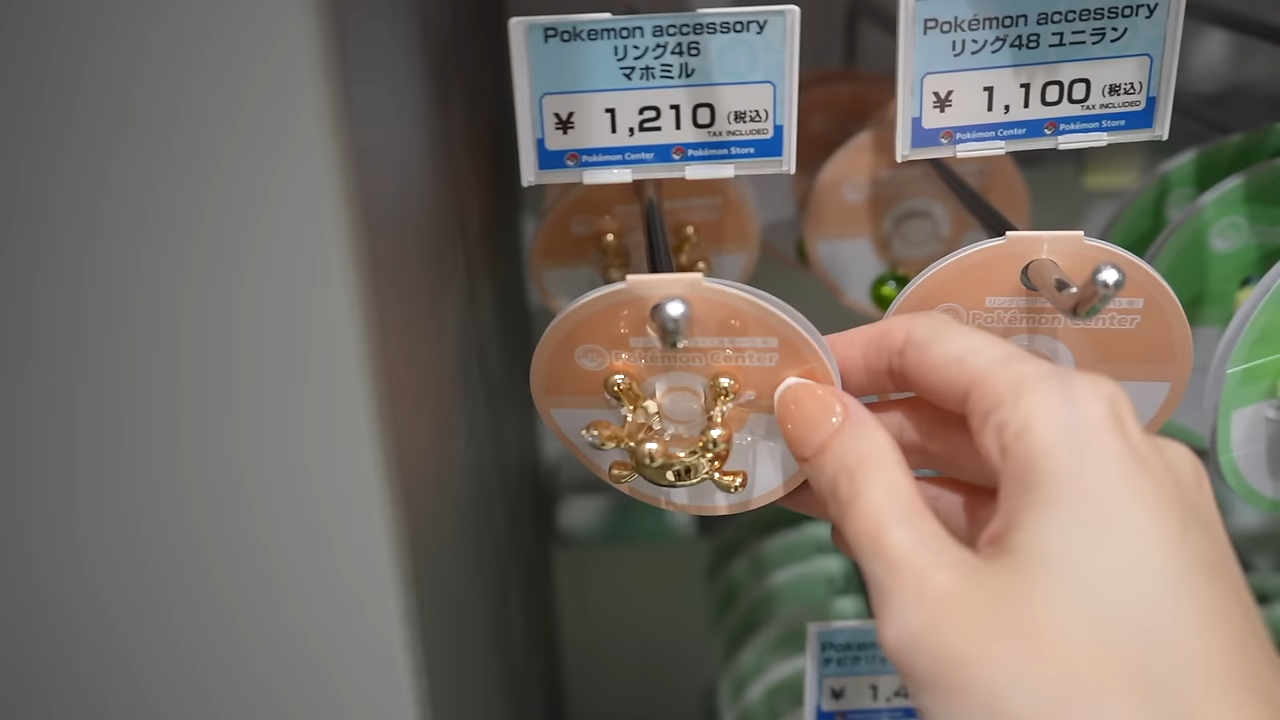 Pokemon accessory
リング46
マホミル
¥ 1,210 (税込)
TAX INCLUDED
Pokémon Center Pokémon Store
Pokémon accessory
リング48 ユニラン
¥ 1,100 (税込)
TAX INCLUDED
Pokémon Center Pokémon Store
Pokémon Center
Pokémon Center
¥ 1,4